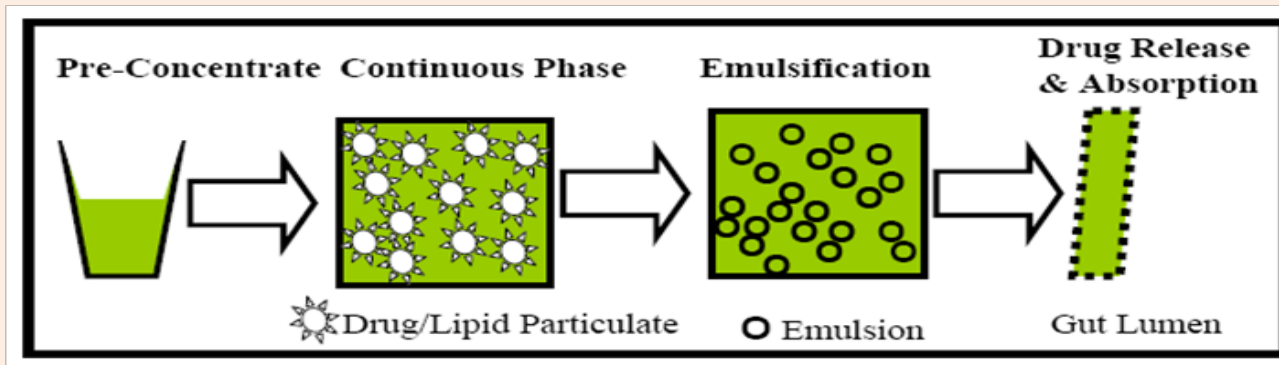 Pre-Concentrate
Continuous Phase
Emulsification
Drug Release
& Absorption
Drug/Lipid Particulate
Emulsion
Gut Lumen